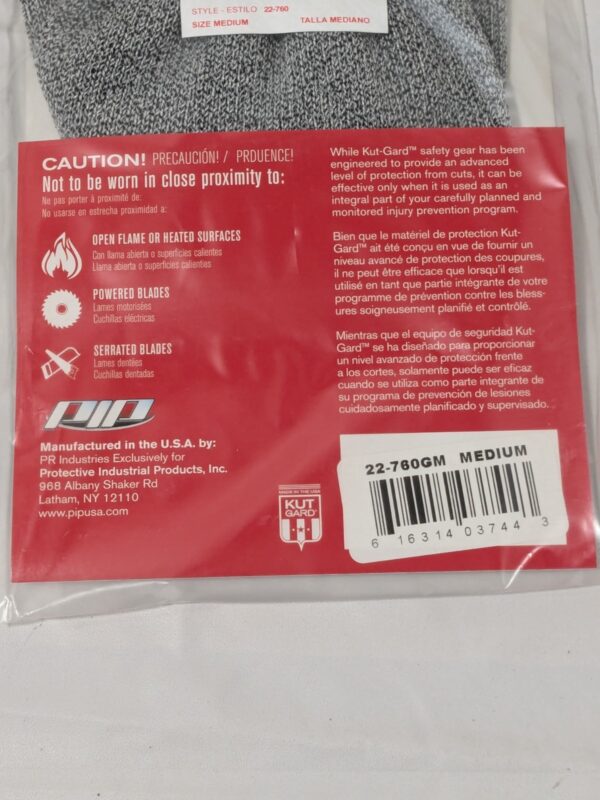 STYLE - ESTILO 22-760
SIZE MEDIUM TALLA MEDIANO
CAUTION! PRECAUCIÓN! / PRDUENCE!
Not to be worn in close proximity to:
Ne pas porter à proximité de:
No usarse en estrecha proximidad a:
OPEN FLAME OR HEATED SURFACES
Con llama abierta o superficies calientes
Llama abierta o superficies calientes
POWERED BLADES
Lames motorisées
Cuchillas eléctricas
SERRATED BLADES
Lames dentées
Cuchillas dentadas
PIP
Manufactured in the U.S.A. by:
PR Industries Exclusively for
Protective Industrial Products, Inc.
968 Albany Shaker Rd
Latham, NY 12110
www.pipusa.com
While Kut-Gard™ safety gear has been
engineered to provide an advanced
level of protection from cuts, it can be
effective only when it is used as an
integral part of your carefully planned and
monitored injury prevention program.
Bien que le matériel de protection Kut-
Gard™ ait été conçu en vue de fournir un
niveau avancé de protection des coupures,
il ne peut être efficace que lorsqu'il est
utilisé en tant que partie intégrante de votre
programme de prévention contre les bless-
ures soigneusement planifié et contrôlé.
Mientras que el equipo de seguridad Kut-
Gard™ se ha diseñado para proporcionar
un nivel avanzado de protección frente
a los cortes, solamente puede ser eficaz
cuando se utiliza como parte integrante de
su programa de prevención de lesiones
cuidadosamente planificado y supervisado.
MADE IN THE USA
KUT
GARD®
22-760GM MEDIUM
6 16314 03744 3